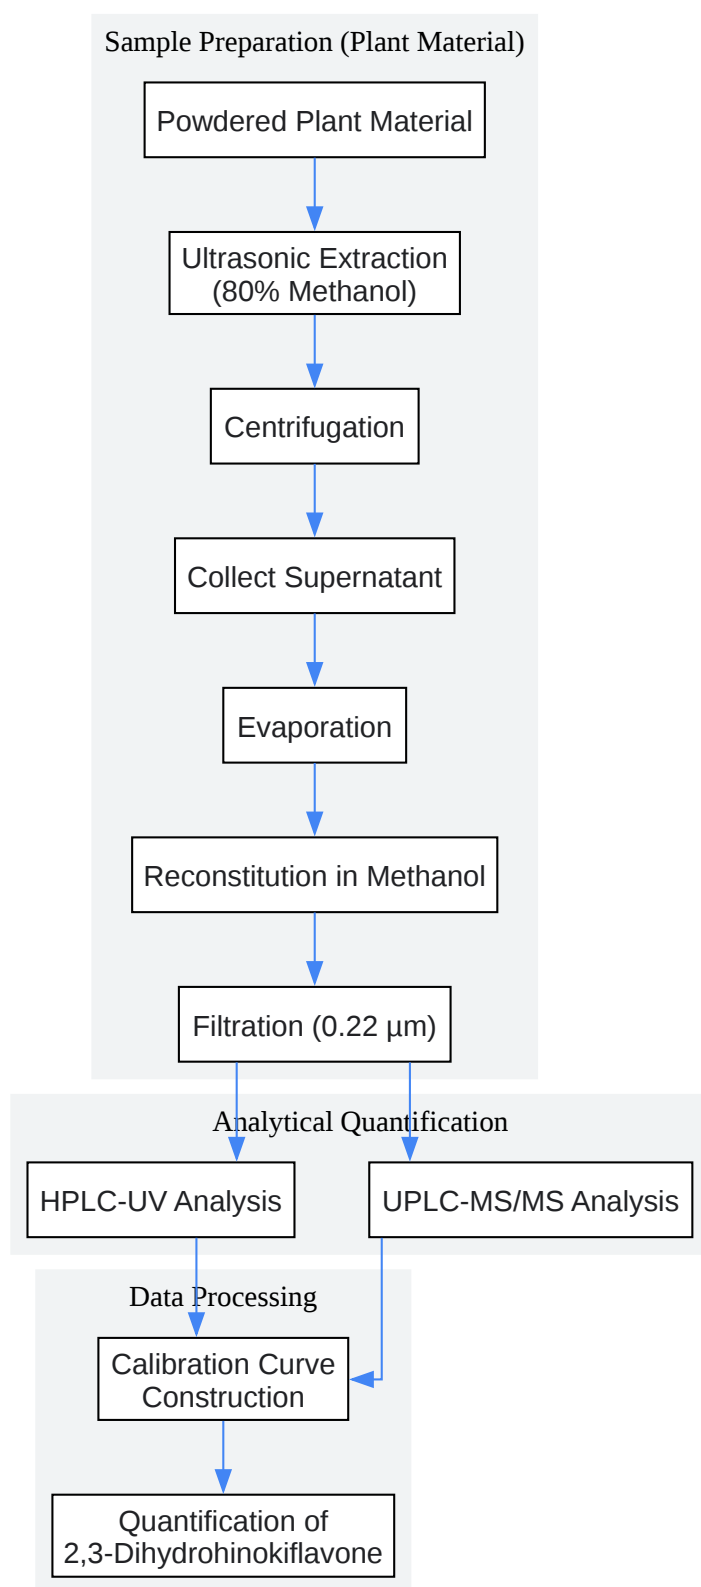 Sample Preparation (Plant Material)
Powdered Plant Material
Ultrasonic Extraction
(80% Methanol)
Centrifugation
Collect Supernatant
Evaporation
Reconstitution in Methanol
Filtration (0.22 µm)
Analytical Quantification
HPLC-UV Analysis
UPLC-MS/MS Analysis
Data Processing
Calibration Curve
Construction
Quantification of
2,3-Dihydrohinokiflavone